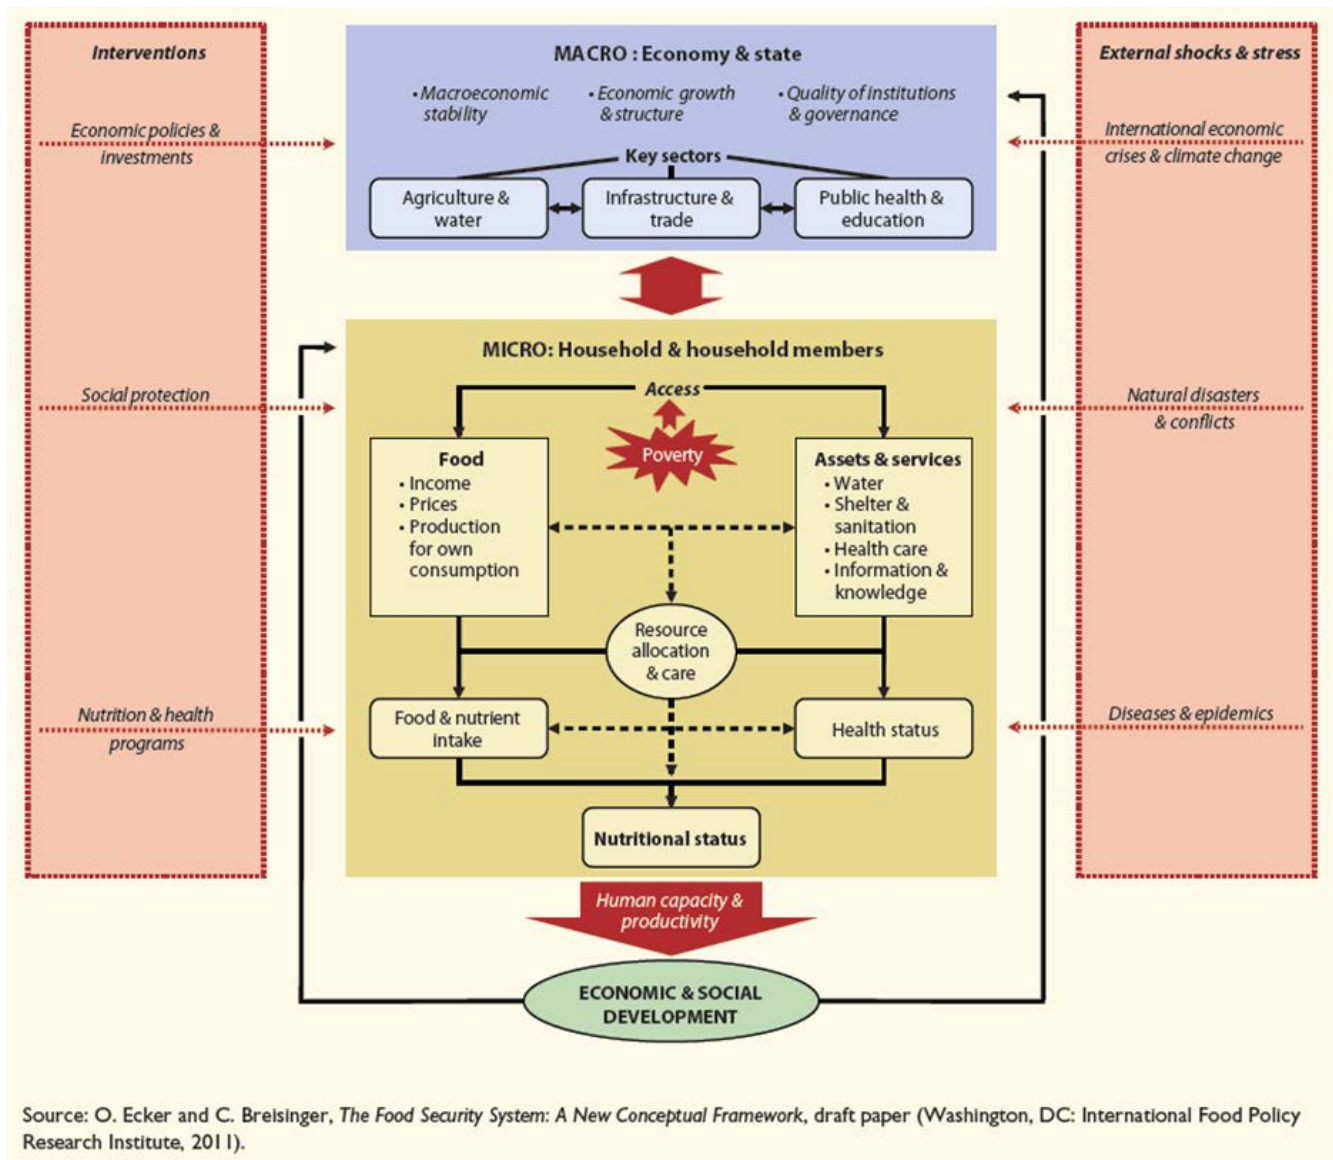 Interventions
Economic policies &
investments
Social protection
Nutrition & health
programs
MACRO : Economy & state
• Macroeconomic
stability
• Economic growth
& structure
• Quality of institutions
& governance
Key sectors
Agriculture &
water
Infrastructure &
trade
Public health &
education
MICRO: Household & household members
Access
Poverty
Food
• Income
• Prices
• Production
for own
consumption
Assets & services
• Water
• Shelter &
sanitation
• Health care
• Information &
knowledge
Resource
allocation
& care
Food & nutrient
intake
Health status
Nutritional status
Human capacity &
productivity
ECONOMIC & SOCIAL
DEVELOPMENT
External shocks & stress
International economic
crises & climate change
Natural disasters
& conflicts
Diseases & epidemics
Source: O. Ecker and C. Breisinger, The Food Security System: A New Conceptual Framework, draft paper (Washington, DC: International Food Policy
Research Institute, 2011).